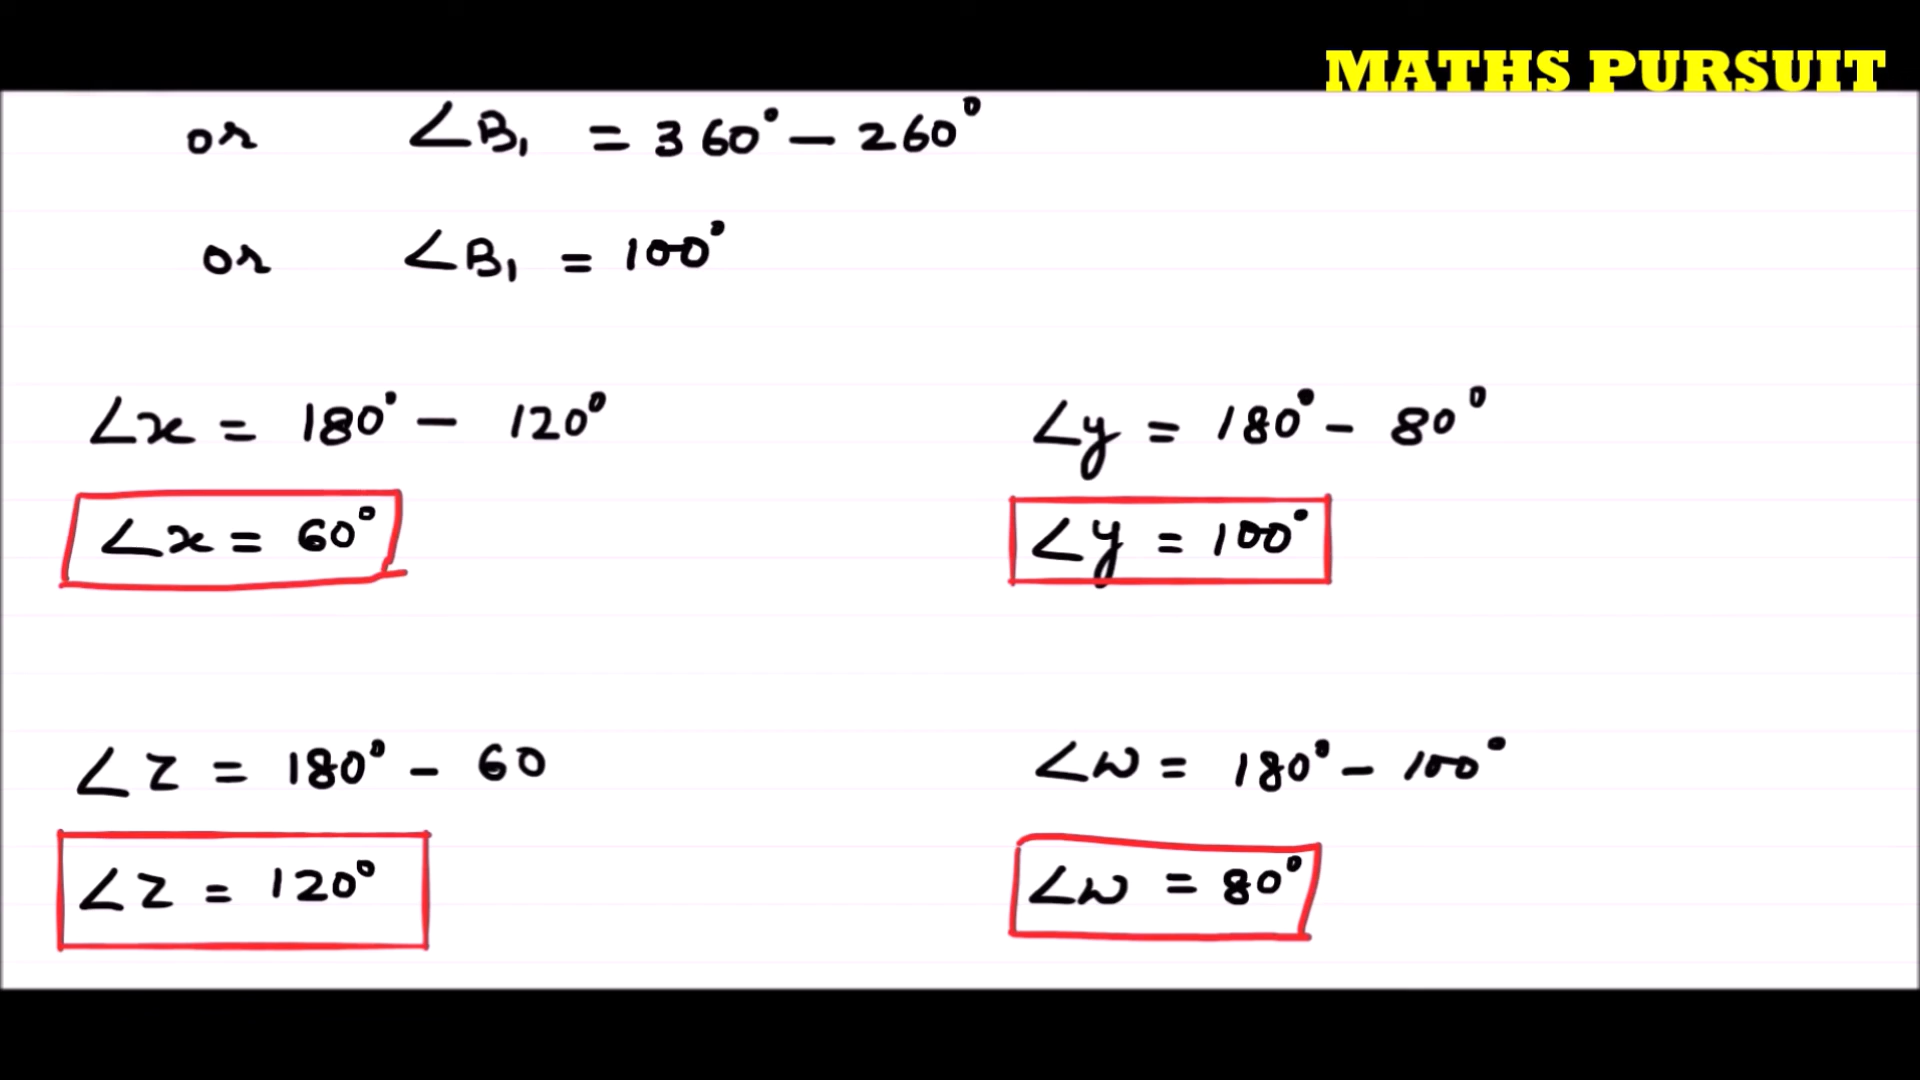 MATHS PURSUIT
or ∠B₁ = 360° - 260°
or ∠B₁ = 100°
∠x = 180° - 120°
∠y = 180° - 80°
∠x = 60°
∠y = 100°
∠z = 180° - 60
∠w = 180° - 100°
∠z = 120°
∠w = 80°